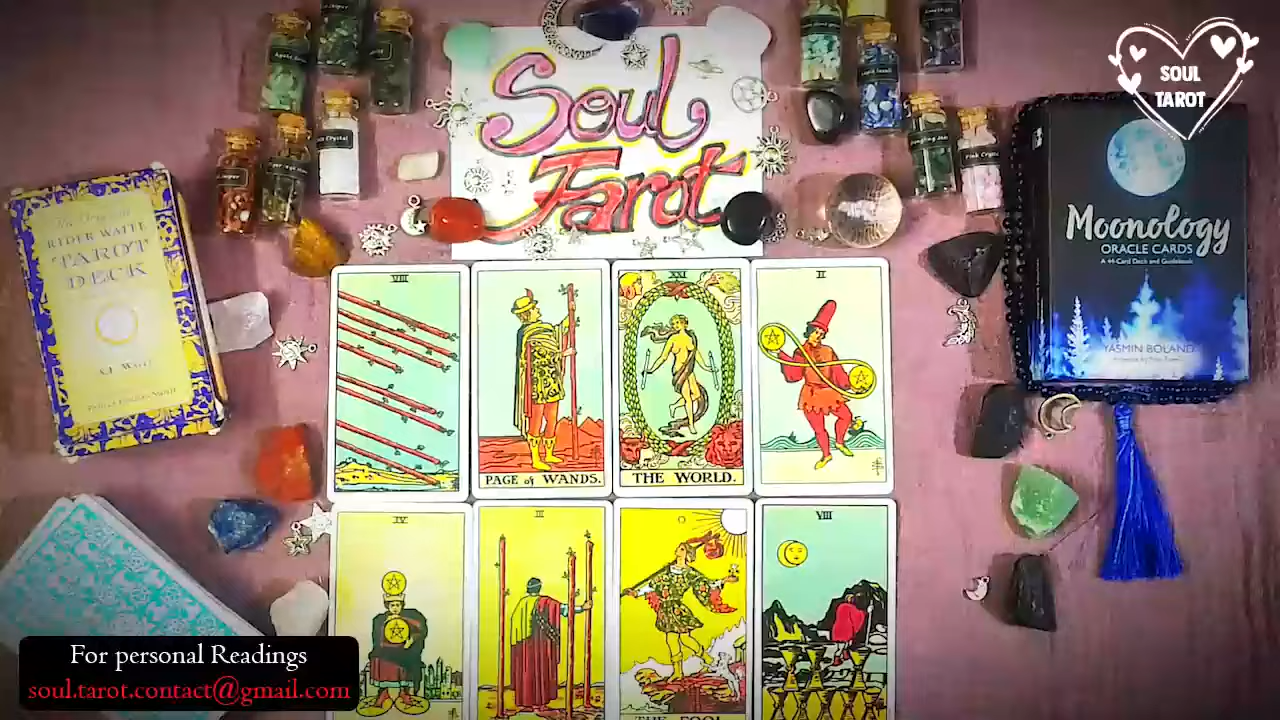 Soul
Tarot
SOUL
TAROT
The Original
RIDER WAITE
TAROT
DECK
Moonology
ORACLE CARDS
A 44-Card Deck and Guidebook
YASMIN BOLAND
VIII
PAGE of WANDS.
XXI
THE WORLD.
II
IV
III
0
THE FOOL
VIII
For personal Readings
soul.tarot.contact@gmail.com